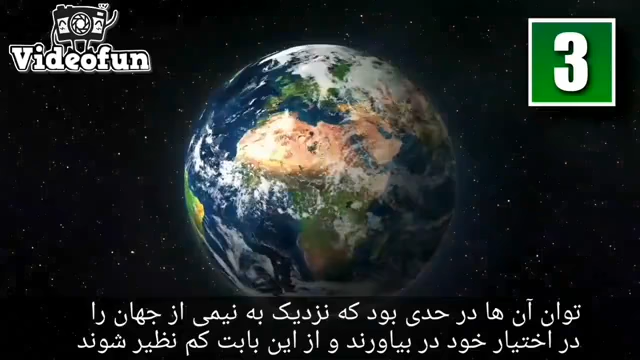 Videofun
3
توان آن ها در حدی بود که نزدیک به نیمی از جهان را
در اختیار خود در بیاورند و از این بابت کم نظیر شوند